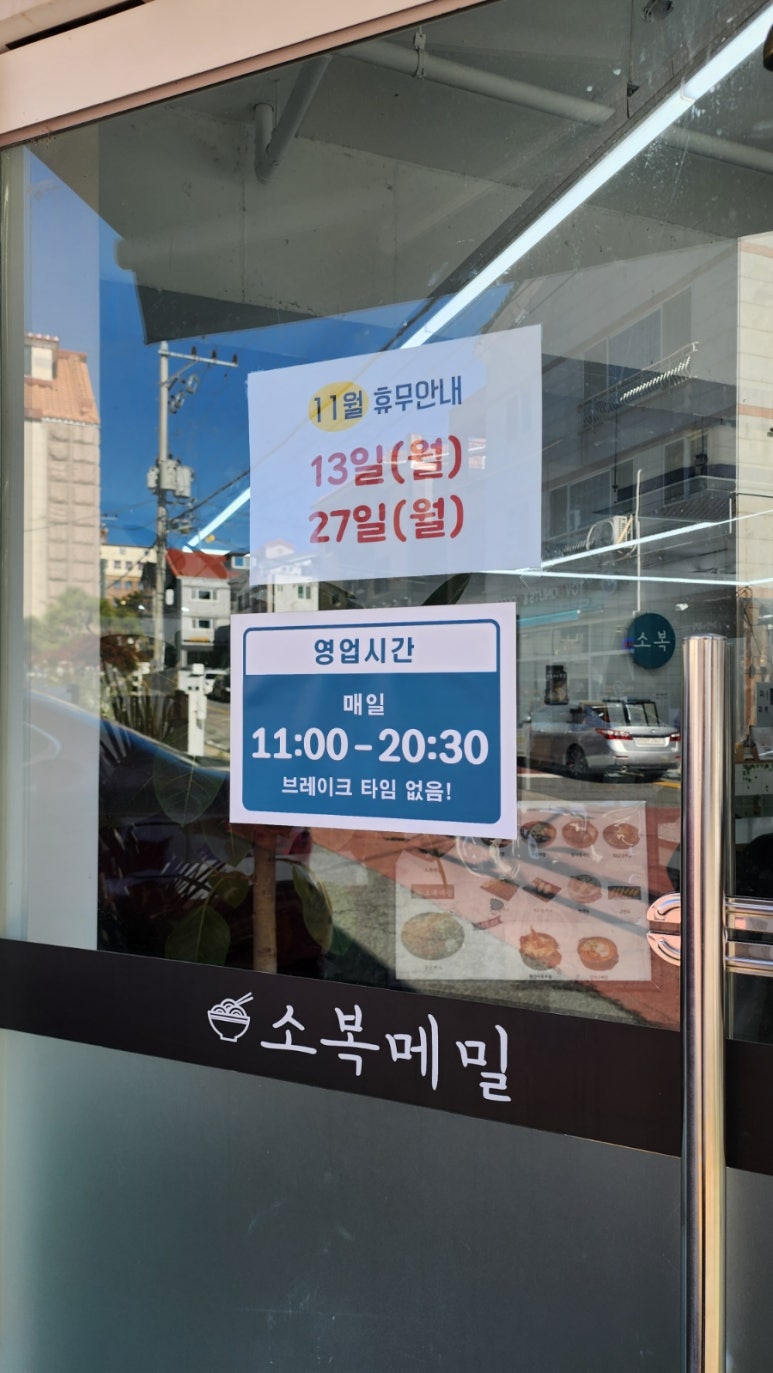 11월 휴무안내
13일(월)
27일(월)
영업시간
매일
11:00-20:30
브레이크 타임 없음!
소복
소복메밀